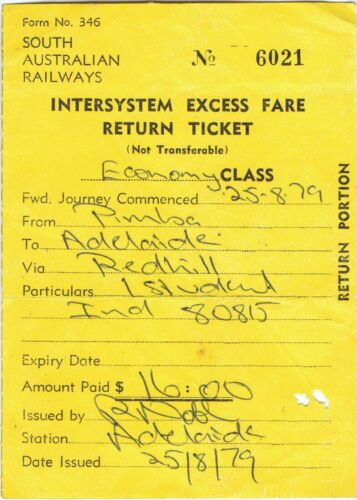 Form No. 346
SOUTH
AUSTRALIAN
RAILWAYS
№ 6021
INTERSYSTEM EXCESS FARE
RETURN TICKET
(Not Transferable)
Economy CLASS
Fwd. Journey Commenced 25-8-79
From Pimba
To Adelaide
Via Redhill
Particulars 1 student
Ind 80815
Expiry Date
Amount Paid $ 16=00
Issued by
Station Adelaide
Date Issued 25/8/79
RETURN PORTION